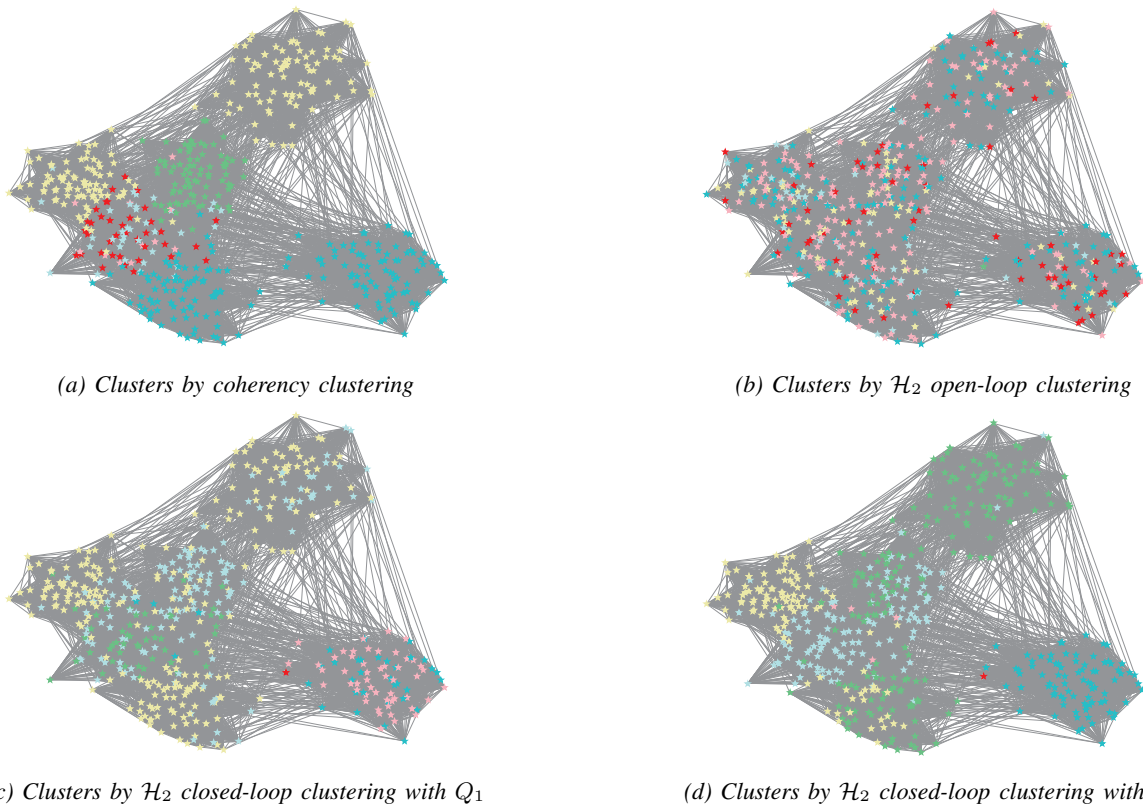 (a) Clusters by coherency clustering
(b) Clusters by ℋ₂ open-loop clustering
c) Clusters by ℋ₂ closed-loop clustering with Q₁
(d) Clusters by ℋ₂ closed-loop clustering with